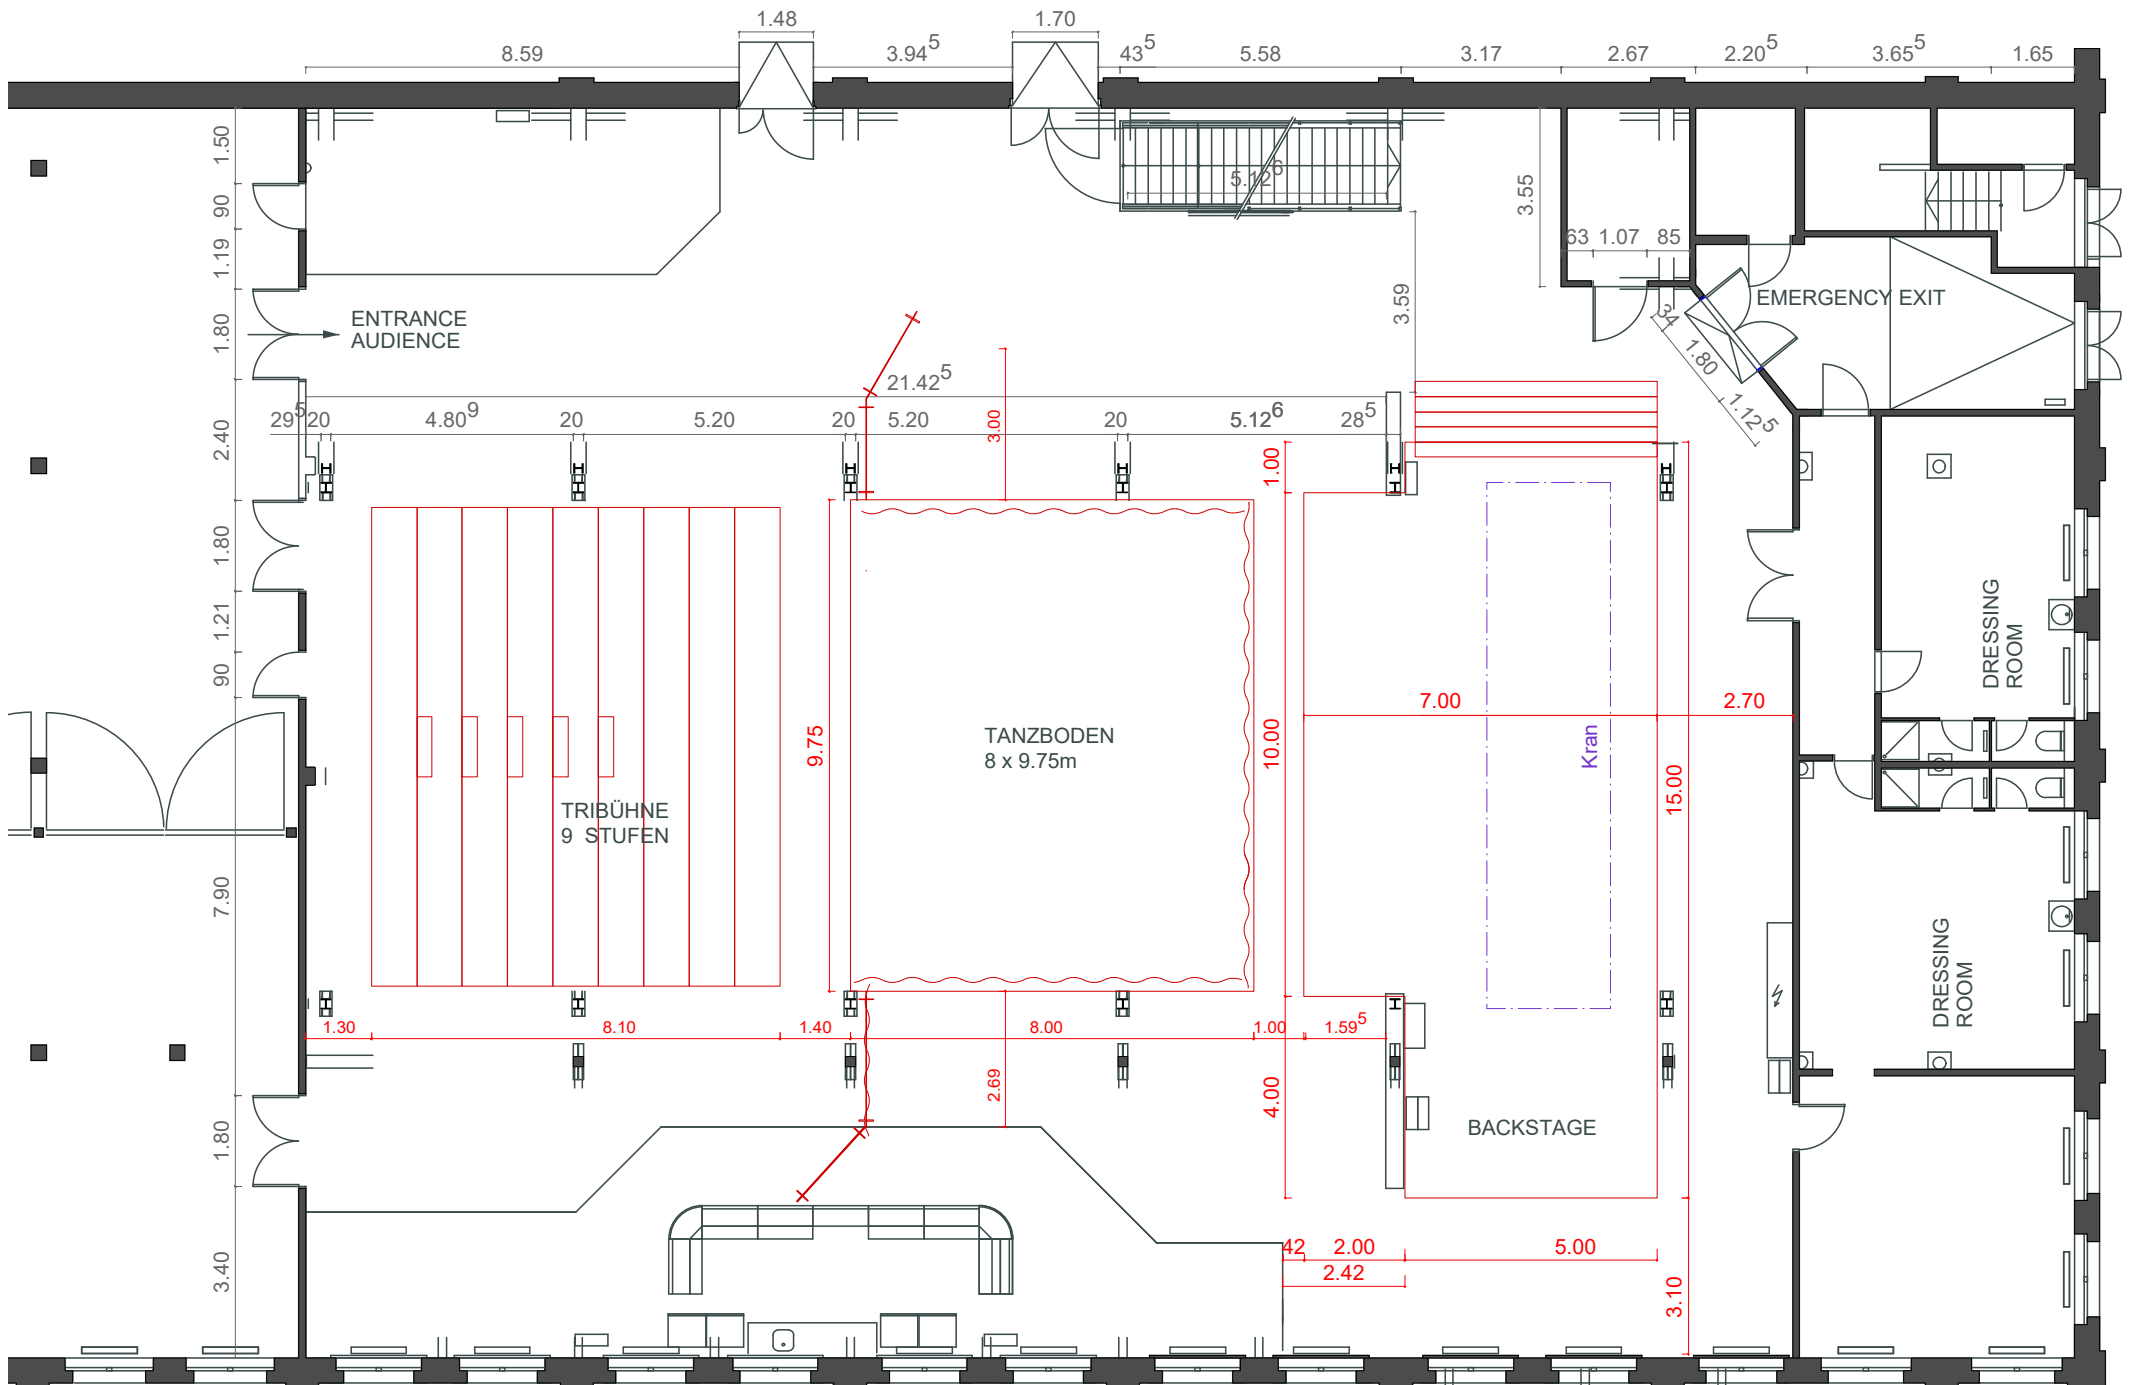 1.48
1.70
8.59
3.94⁵
43⁵
5.58
3.17
2.67
2.20⁵
3.65⁵
1.65
1.50
90
1.19
1.80
2.40
1.80
1.21
90
7.90
1.80
3.40
5.12⁶
3.55
63 1.07 85
3.59
ENTRANCE
AUDIENCE
EMERGENCY EXIT
34
1.80
1.12⁵
21.42⁵
29⁵
20
4.80⁹
20
5.20
20
5.20
20
5.12⁶
28⁵
3.00
1.00
H
H
H
H
H
H
H
H
H
H
H
H
9.75
TANZBODEN
8 x 9.75m
10.00
7.00
2.70
Kran
15.00
DRESSING
ROOM
TRIBÜHNE
9 STUFEN
DRESSING
ROOM
H
H
H
H
H
H
1.30
8.10
1.40
8.00
1.00
1.59⁵
2.69
4.00
BACKSTAGE
42
2.00
5.00
2.42
3.10